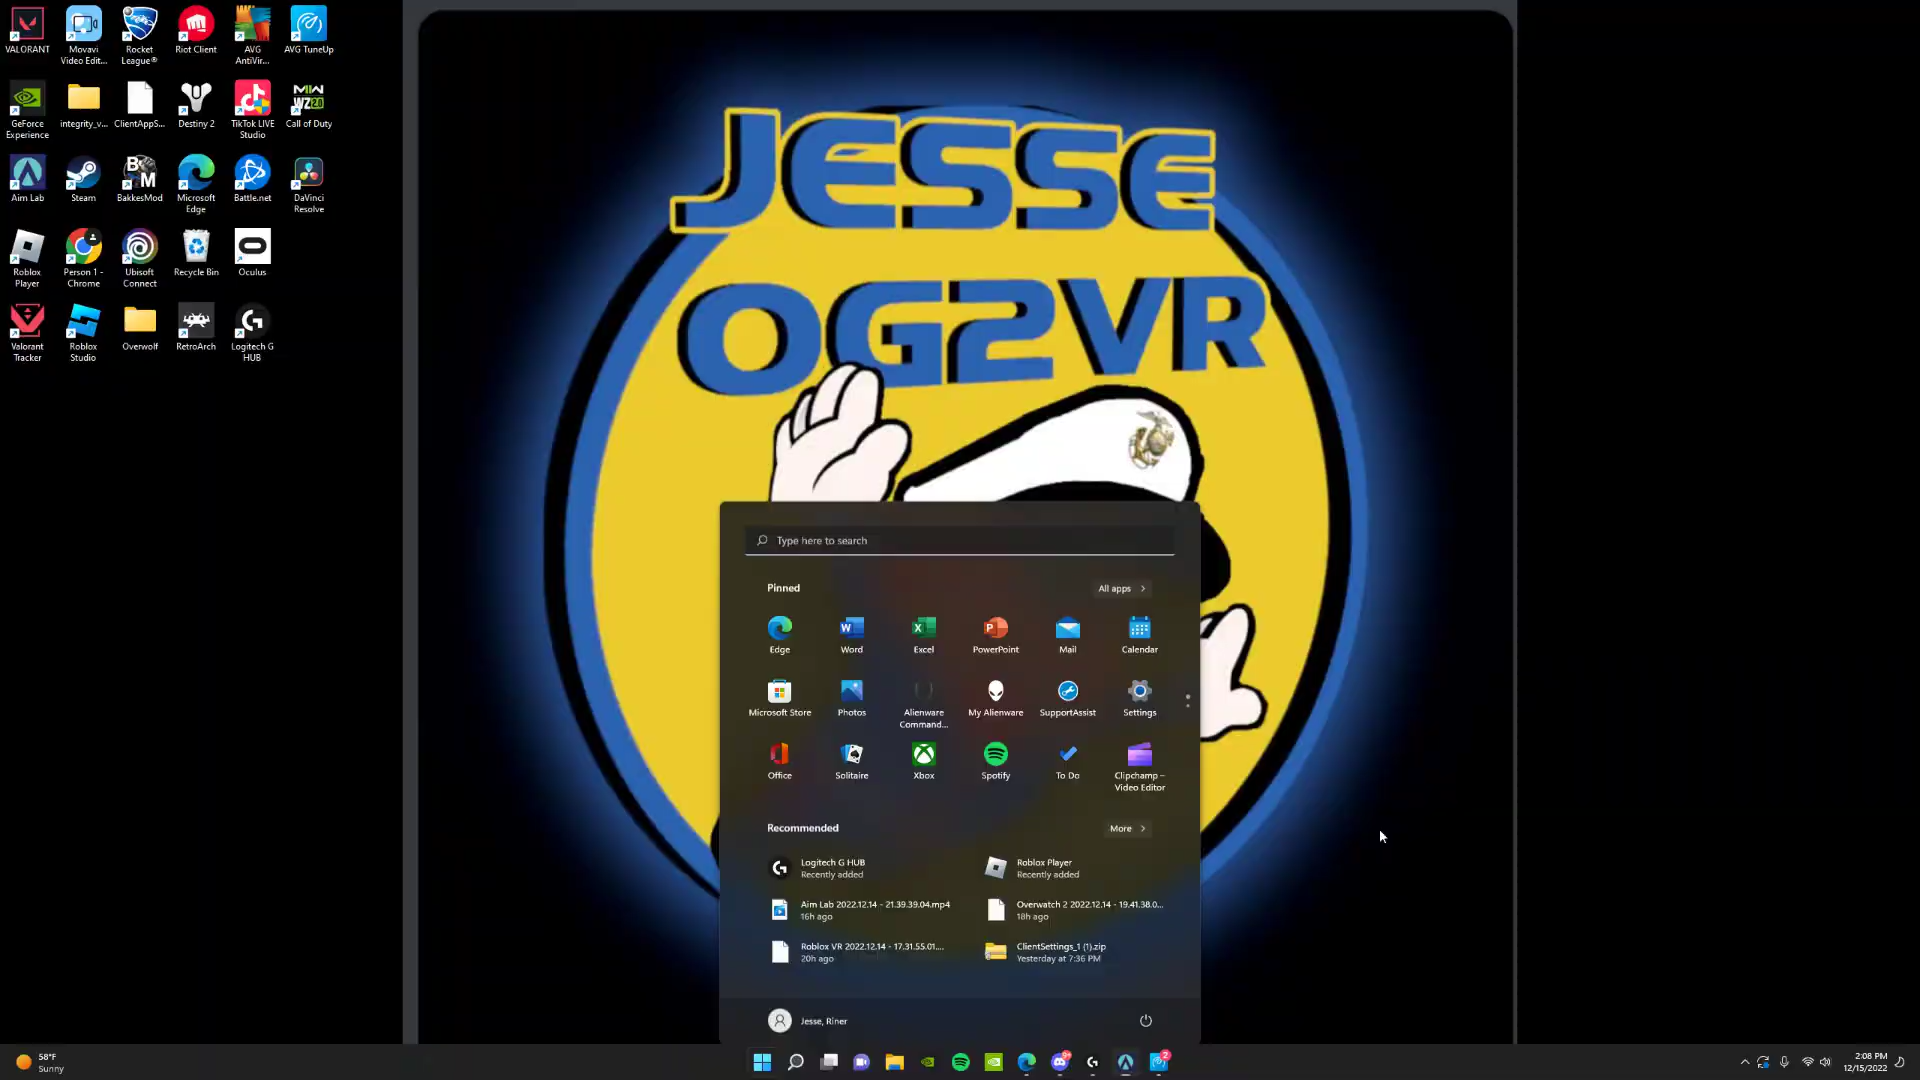 VALORANT
Movavi
Video Edit...
Rocket
League®
Riot Client
AVG
AntiVir...
AVG TuneUp
GeForce
Experience
integrity_v...
ClientAppS...
Destiny 2
TikTok LIVE
Studio
MW
WZ2.0
Call of Duty
Aim Lab
Steam
B
M
BakkesMod
Microsoft
Edge
Battle.net
DaVinci
Resolve
Roblox
Player
Person 1 -
Chrome
Ubisoft
Connect
Recycle Bin
Oculus
Valorant
Tracker
Roblox
Studio
Overwolf
RetroArch
Logitech G
HUB
JESSE
OG2VR
Type here to search
Pinned
All apps
Edge
Word
Excel
PowerPoint
Mail
Calendar
Microsoft Store
Photos
Alienware
Command...
My Alienware
SupportAssist
Settings
Office
Solitaire
Xbox
Spotify
To Do
Clipchamp –
Video Editor
Recommended
More
Logitech G HUB
Recently added
Roblox Player
Recently added
Aim Lab 2022.12.14 - 21.39.39.04.mp4
16h ago
Overwatch 2 2022.12.14 - 19.41.38.0...
18h ago
Roblox VR 2022.12.14 - 17.31.55.01....
20h ago
ClientSettings_1 (1).zip
Yesterday at 7:36 PM
Jesse, Riner
58°F
Sunny
9+
2
2:08 PM
12/15/2022